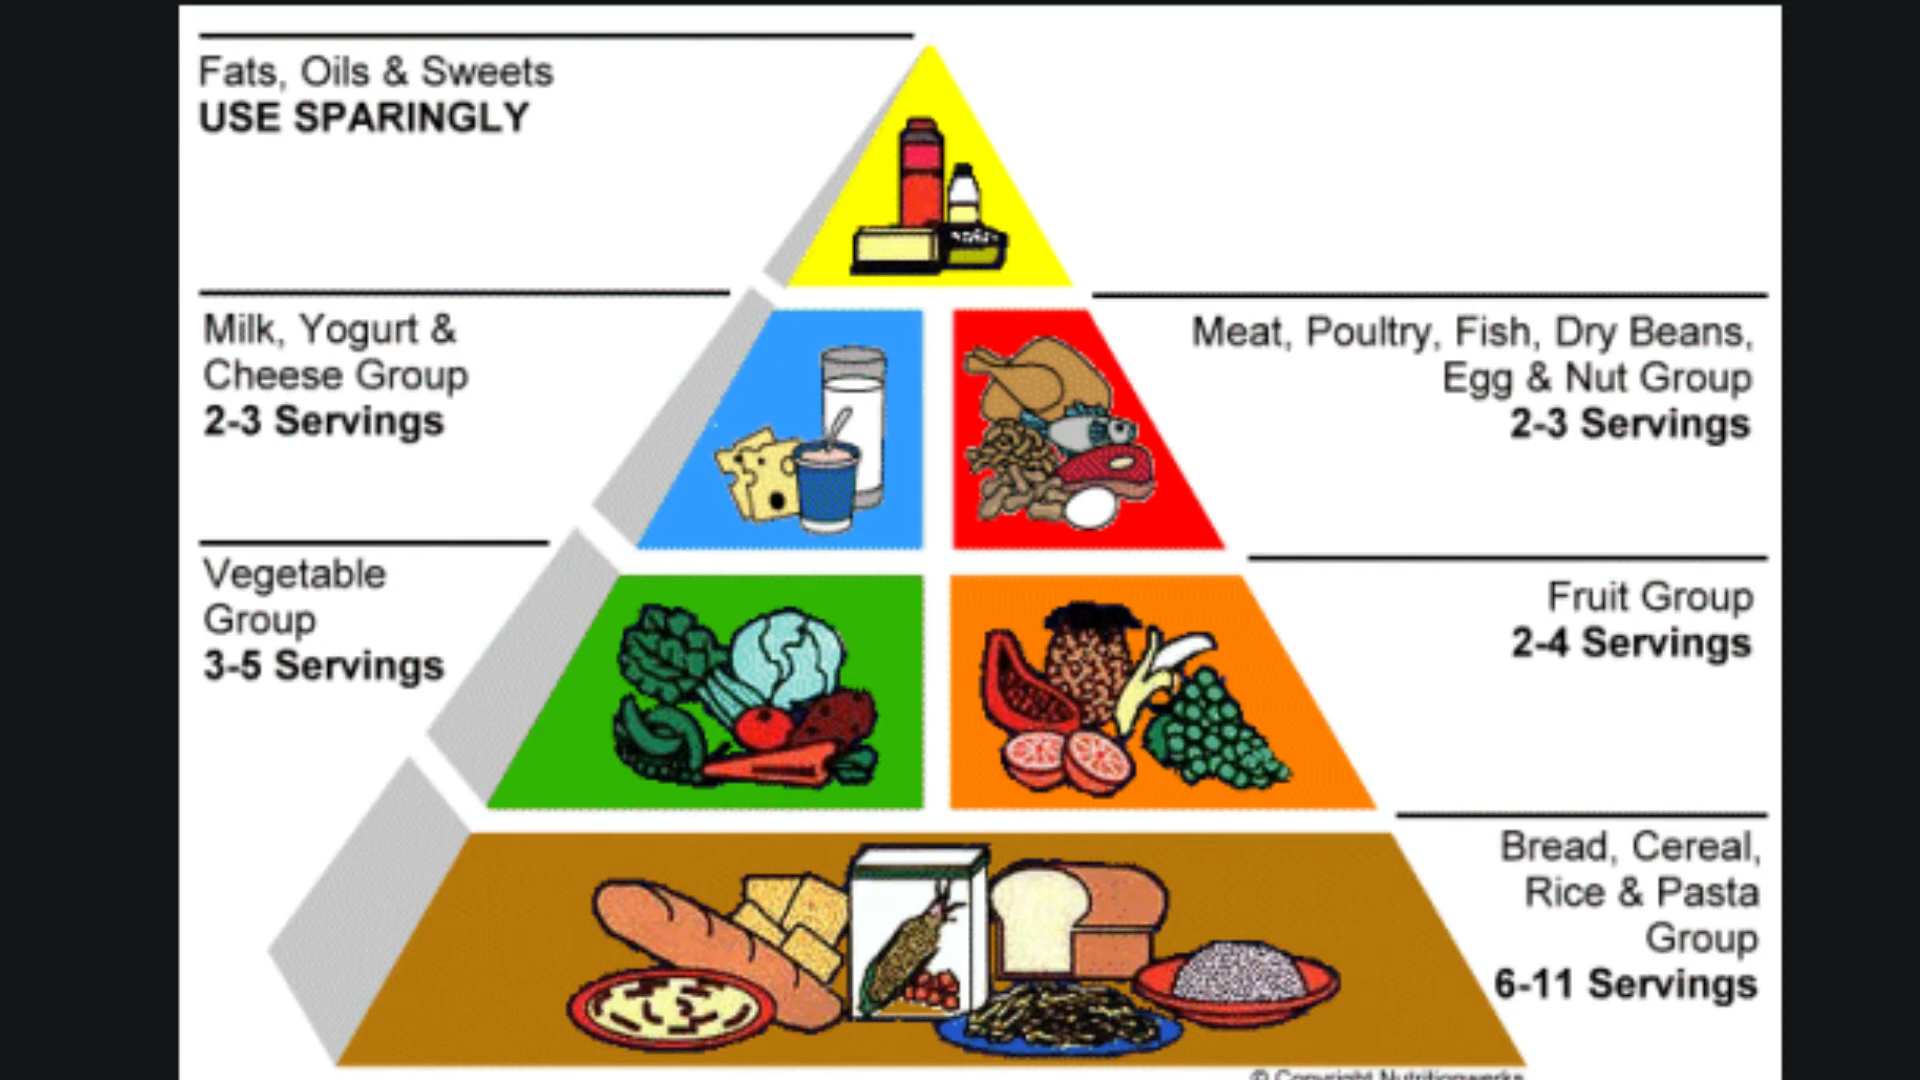 Fats, Oils & Sweets
USE SPARINGLY
Milk, Yogurt &
Cheese Group
2-3 Servings
Meat, Poultry, Fish, Dry Beans,
Egg & Nut Group
2-3 Servings
Vegetable
Group
3-5 Servings
Fruit Group
2-4 Servings
Bread, Cereal,
Rice & Pasta
Group
6-11 Servings
© Copyright Nutritionwerks